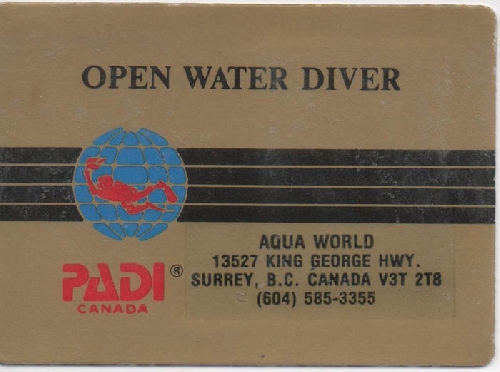 OPEN WATER DIVER
PADI®
CANADA
AQUA WORLD
13527 KING GEORGE HWY.
SURREY, B.C. CANADA V3T 2T8
(604) 585-3355